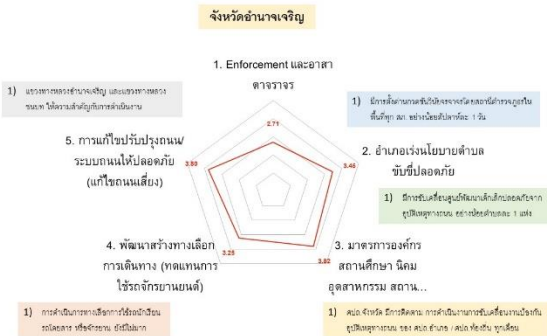 จังหวัดอำนาจเจริญ
1. Enforcement และอาสา
ตาจราจร
2.71
1) แขวงทางหลวงอำนาจเจริญ และแขวงทางหลวง
ชนบท ให้ความสำคัญกับการดำเนินงาน
1) มีการตั้งด่านกวดขันวินัยจราจรโดยสถานีตำรวจภูธรใน
พื้นที่ทุก สภ. อย่างน้อยสัปดาห์ละ 1 วัน
5. การแก้ไขปรับปรุงถนน/
ระบบถนนให้ปลอดภัย
(แก้ไขถนนเสี่ยง)
3.46
2. อำเภอเร่งนโยบายตำบล
ขับขี่ปลอดภัย
1) มีการขับเคลื่อนศูนย์พัฒนาเด็กเล็กปลอดภัยจาก
อุบัติเหตุทางถนน อย่างน้อยตำบลละ 1 แห่ง
4. พัฒนาสร้างทางเลือก
การเดินทาง (ทดแทนการ
ใช้รถจักรยานยนต์)
3.25
3. มาตรการองค์กร
สถานศึกษา นิคม
อุตสาหกรรม สถาน...
1) การดำเนินการทางเลือกการใช้รถนักเรียน
รถโดยสาร หรือจักรยาน ยังมีไม่มาก
1) ศปถ.จังหวัด มีการติดตาม การดำเนินงานการขับเคลื่อนงานป้องกัน
อุบัติเหตุทางถนน ของ ศปถ.อำเภอ / ศปถ.ท้องถิ่น ทุกเดือน